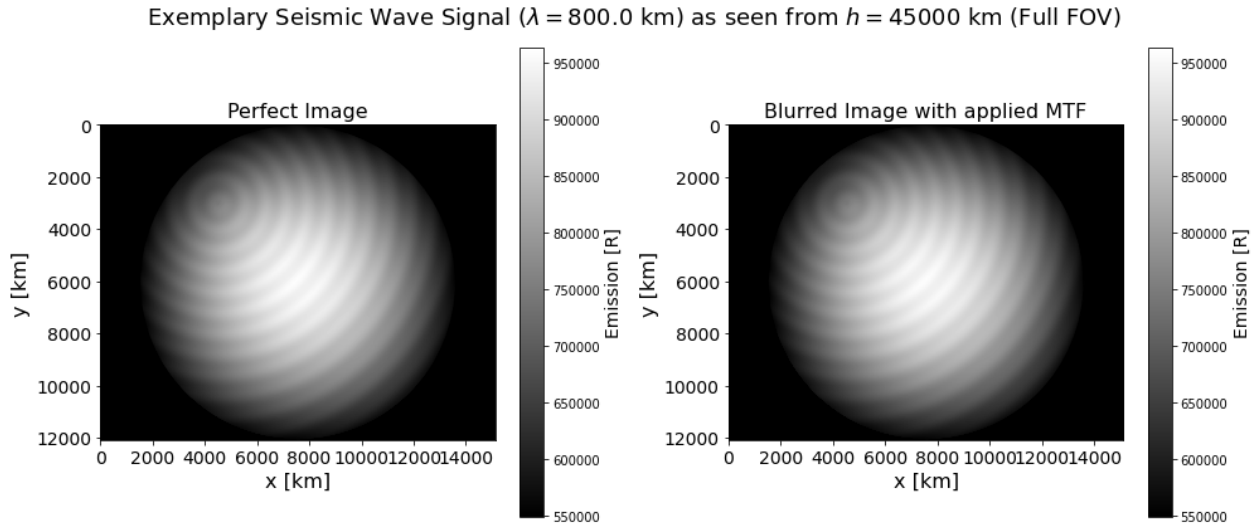 Exemplary Seismic Wave Signal (λ = 800.0 km) as seen from h = 45000 km (Full FOV)
Perfect Image
0
2000
4000
6000
8000
10000
12000
y [km]
0 2000 4000 6000 8000 10000 12000 14000
x [km]
950000
900000
850000
800000
750000
700000
650000
600000
550000
Emission [R]
Blurred Image with applied MTF
0
2000
4000
6000
8000
10000
12000
y [km]
0 2000 4000 6000 8000 10000 12000 14000
x [km]
950000
900000
850000
800000
750000
700000
650000
600000
550000
Emission [R]